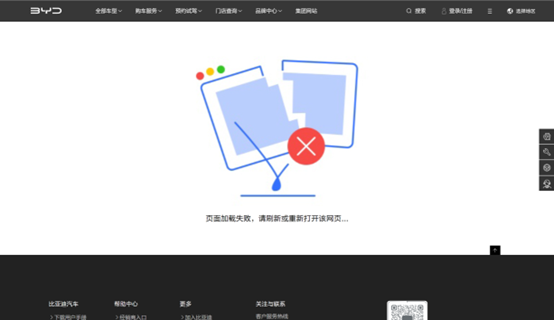 BYD 全部车型 购车服务 预约试驾 门店查询 品牌中心 集团网站 搜索 登录/注册 选择地区
页面加载失败，请刷新或重新打开该网页...
比亚迪汽车 帮助中心 更多 关注与联系
> 下载用户手册 > 经销商入口 > 加入比亚迪 客户服务热线